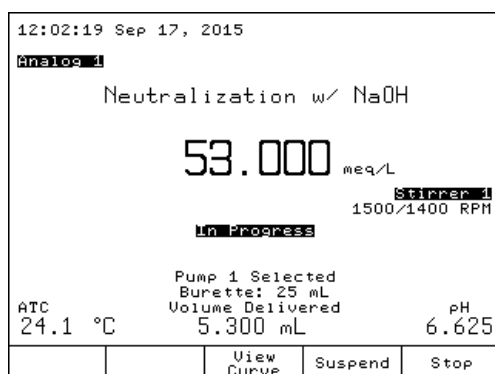 12:02:19 Sep 17, 2015
Analog 1
Neutralization w/ NaOH
53.000 meq/L
Stirrer 1
1500/1400 RPM
In Progress
Pump 1 Selected
Burette: 25 mL
Volume Delivered
5.300 mL
ATC
24.1 °C
pH
6.625
View Curve
Suspend
Stop